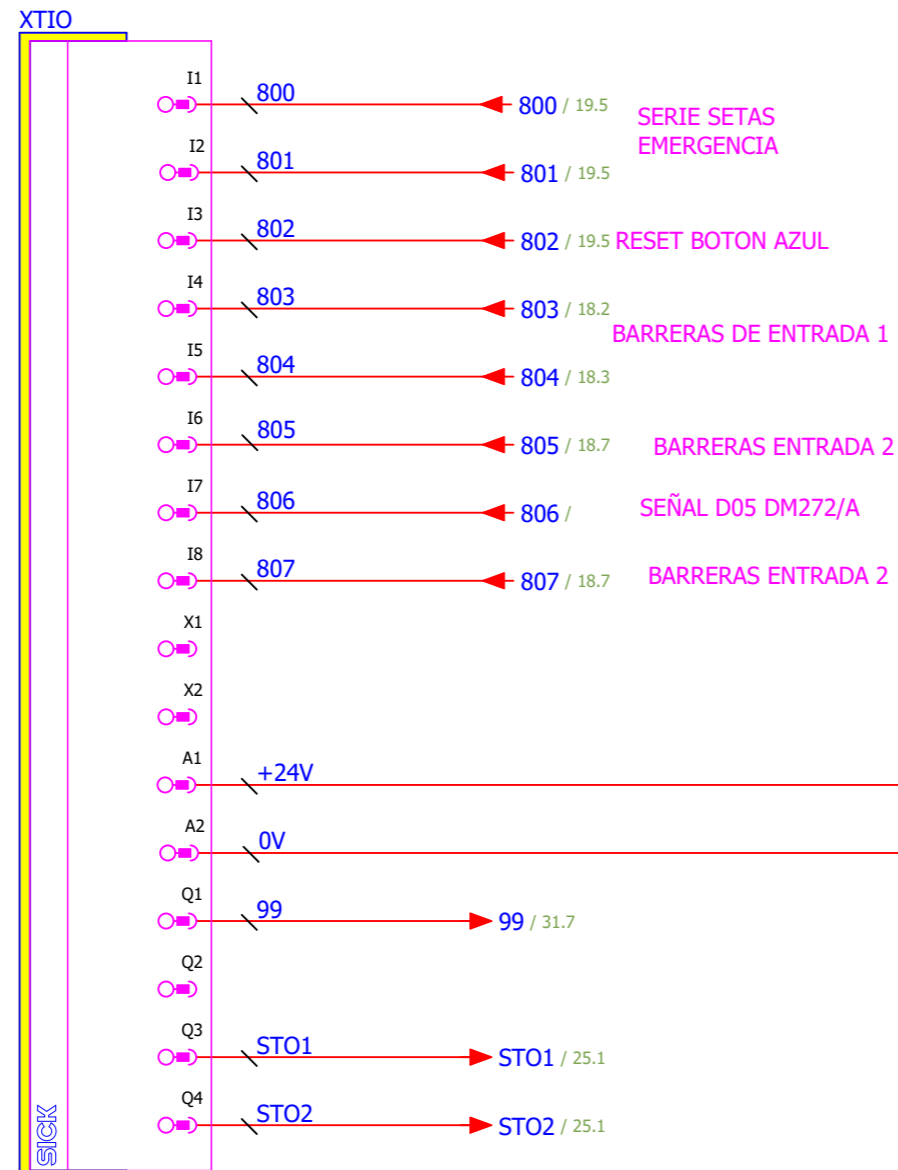 XTIO
I1
800
800 / 19.5
SERIE SETAS
EMERGENCIA
I2
801
801 / 19.5
I3
802
802 / 19.5 RESET BOTON AZUL
I4
803
803 / 18.2
BARRERAS DE ENTRADA 1
I5
804
804 / 18.3
I6
805
805 / 18.7 BARRERAS ENTRADA 2
I7
806
806 / SEÑAL D05 DM272/A
I8
807
807 / 18.7 BARRERAS ENTRADA 2
X1
X2
A1
+24V
A2
0V
Q1
99
99 / 31.7
Q2
Q3
STO1
STO1 / 25.1
Q4
STO2
STO2 / 25.1
SICK